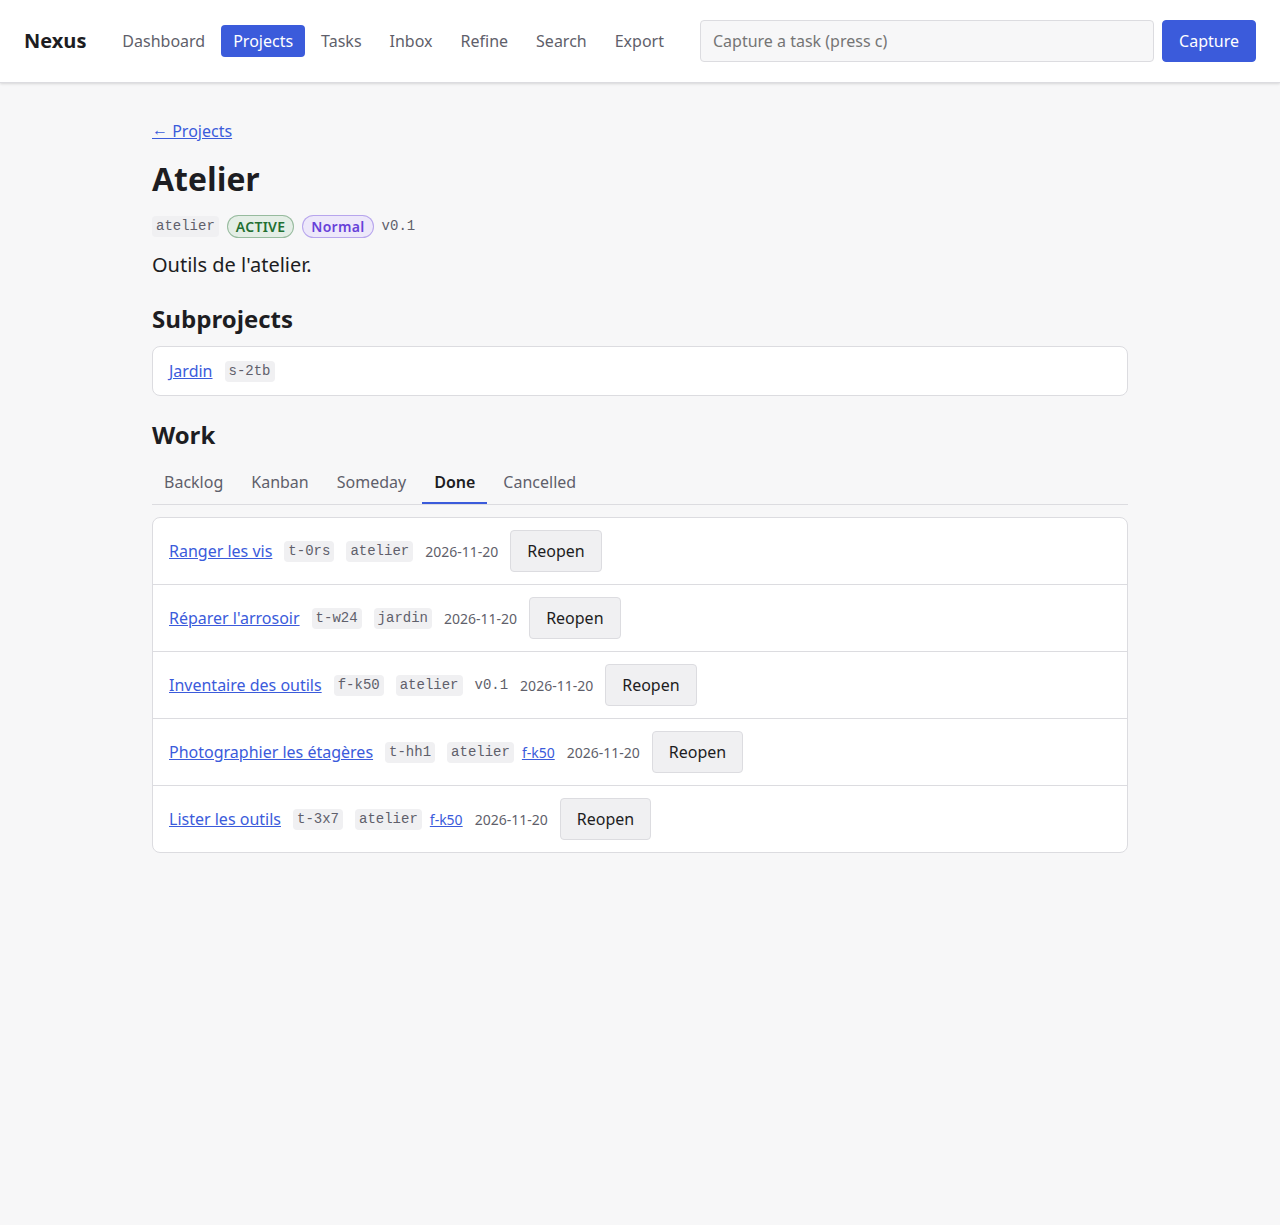 Nexus Dashboard Projects Tasks Inbox Refine Search Export Capture a task (press c) Capture
← Projects
Atelier
atelier ACTIVE Normal v0.1
Outils de l'atelier.
Subprojects
Jardin s-2tb
Work
Backlog Kanban Someday Done Cancelled
Ranger les vis t-0rs atelier 2026-11-20 Reopen
Réparer l'arrosoir t-w24 jardin 2026-11-20 Reopen
Inventaire des outils f-k50 atelier v0.1 2026-11-20 Reopen
Photographier les étagères t-hh1 atelier f-k50 2026-11-20 Reopen
Lister les outils t-3x7 atelier f-k50 2026-11-20 Reopen